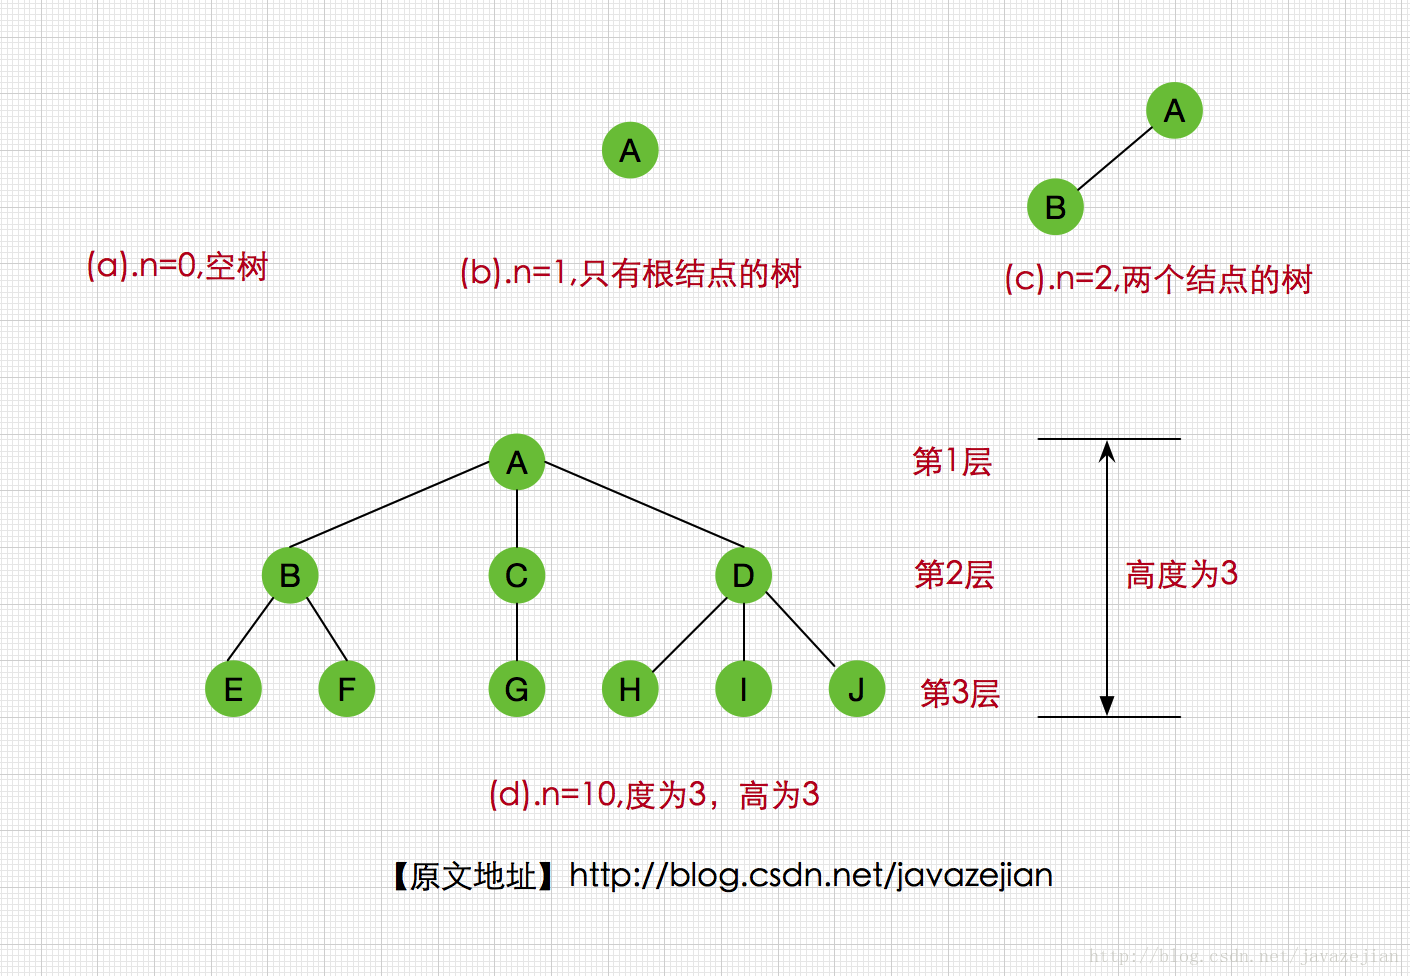 A
A
B
(a).n=0,空树
(b).n=1,只有根结点的树
(c).n=2,两个结点的树
A
第1层
B
C
D
第2层
高度为3
E
F
G
H
I
J
第3层
(d).n=10,度为3，高为3
【原文地址】http://blog.csdn.net/javazejian
http://blog.csdn.net/javazejian